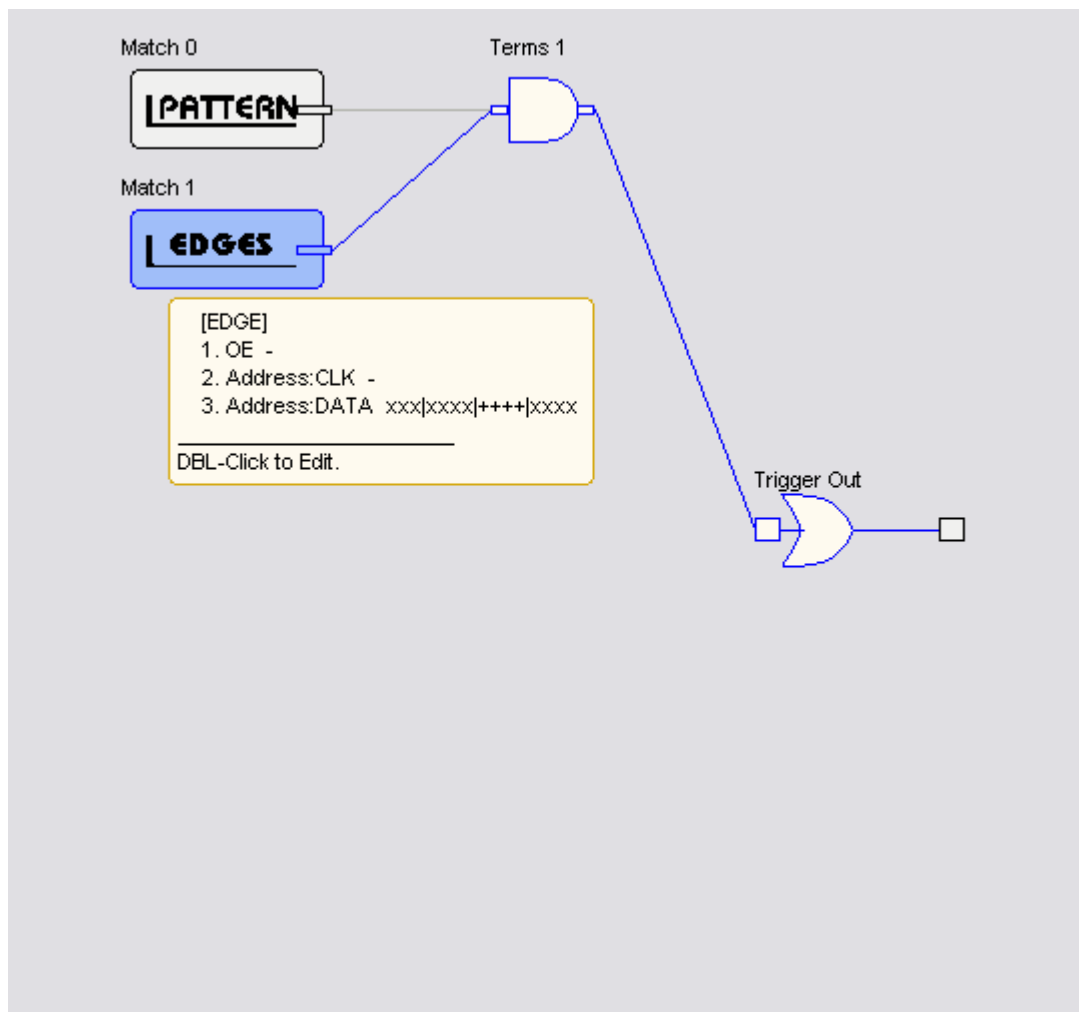 Match 0
Terms 1
PATTERN
Match 1
EDGES
[EDGE]
1. OE -
2. Address:CLK -
3. Address:DATA xxx|xxxx|++++|xxxx
DBL-Click to Edit.
Trigger Out